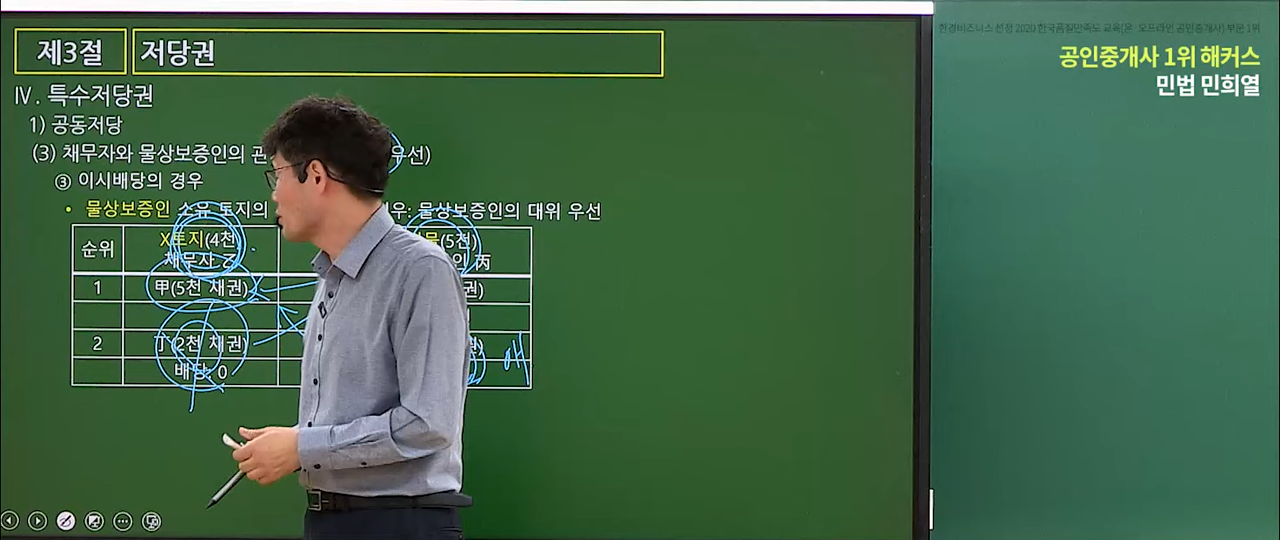 한경비즈니스 선정 2020 한국품질만족도 교육(온·오프라인 공인중개사) 부문 1위
공인중개사 1위 해커스
민법 민희열
제3절 저당권
Ⅳ. 특수저당권
1) 공동저당
(3) 채무자와 물상보증인의 관 우선)
③ 이시배당의 경우
• 물상보증인 소유 토지의 우: 물상보증인의 대위 우선
순위 X토지(4천) (5천)
채무자 乙 인 丙
1 甲(5천 채권) 권)
2 丁(2천 채권)
배당: 0